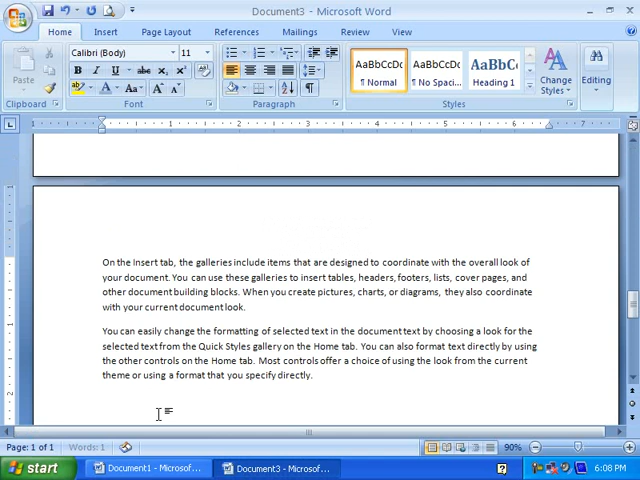 Document3 - Microsoft Word
Home Insert Page Layout References Mailings Review View
Calibri (Body) 11
AaBbCcDc AaBbCcDc AaBbCc
Paste ¶ Normal ¶ No Spaci... Heading 1 Change Styles Editing
Clipboard Font Paragraph Styles
On the Insert tab, the galleries include items that are designed to coordinate with the overall look of
your document. You can use these galleries to insert tables, headers, footers, lists, cover pages, and
other document building blocks. When you create pictures, charts, or diagrams, they also coordinate
with your current document look.
You can easily change the formatting of selected text in the document text by choosing a look for the
selected text from the Quick Styles gallery on the Home tab. You can also format text directly by using
the other controls on the Home tab. Most controls offer a choice of using the look from the current
theme or using a format that you specify directly.
Page: 1 of 1 Words: 1 90%
start Document1 - Microsof... Document3 - Microsof... 6:08 PM